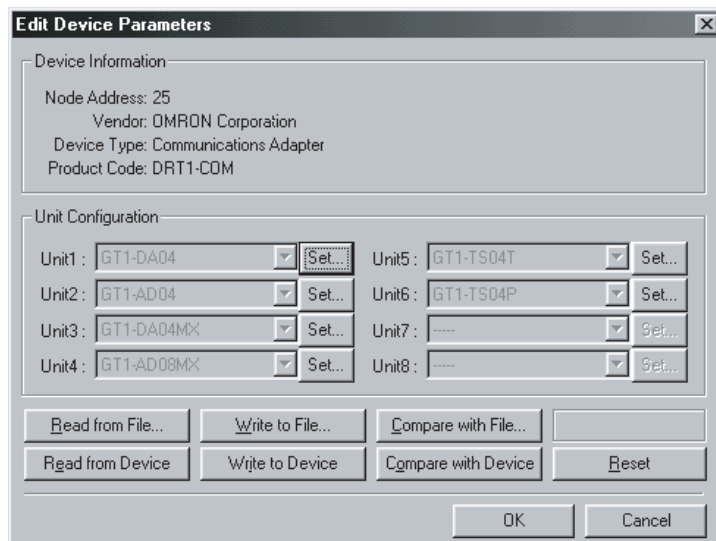 Edit Device Parameters
Device Information
Node Address: 25
Vendor: OMRON Corporation
Device Type: Communications Adapter
Product Code: DRT1-COM
Unit Configuration
Unit1 : GT1-DA04 Set... Unit5 : GT1-TS04T Set...
Unit2 : GT1-AD04 Set... Unit6 : GT1-TS04P Set...
Unit3 : GT1-DA04MX Set... Unit7 : ----- Set...
Unit4 : GT1-AD08MX Set... Unit8 : ----- Set...
Read from File... Write to File... Compare with File...
Read from Device Write to Device Compare with Device Reset
OK Cancel